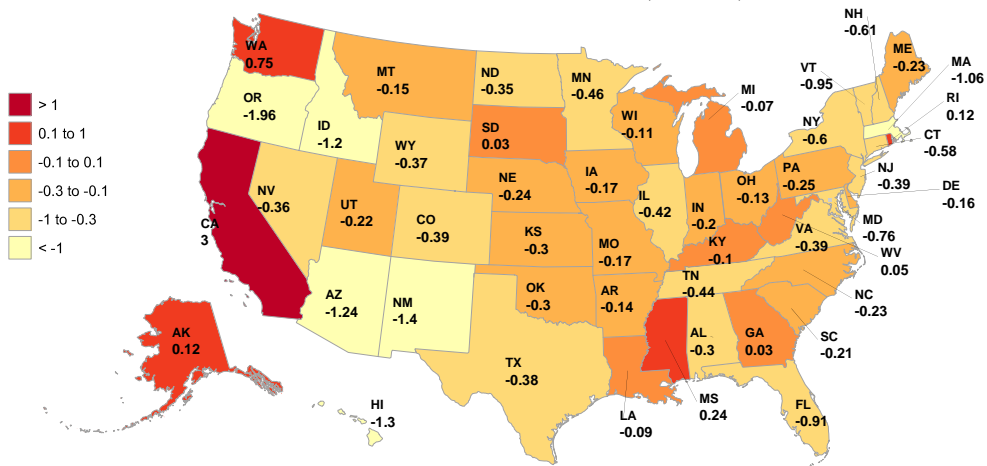 > 1
0.1 to 1
-0.1 to 0.1
-0.3 to -0.1
-1 to -0.3
< -1
WA
0.75
OR
-1.96
CA
3
NV
-0.36
ID
-1.2
MT
-0.15
WY
-0.37
UT
-0.22
AZ
-1.24
CO
-0.39
NM
-1.4
ND
-0.35
SD
0.03
NE
-0.24
KS
-0.3
OK
-0.3
TX
-0.38
MN
-0.46
IA
-0.17
MO
-0.17
AR
-0.14
LA
-0.09
WI
-0.11
IL
-0.42
MI
-0.07
IN
-0.2
OH
-0.13
KY
-0.1
TN
-0.44
MS
0.24
AL
-0.3
GA
0.03
FL
-0.91
SC
-0.21
NC
-0.23
VA
-0.39
WV
0.05
MD
-0.76
DE
-0.16
PA
-0.25
NJ
-0.39
NY
-0.6
CT
-0.58
RI
0.12
MA
-1.06
VT
-0.95
NH
-0.61
ME
-0.23
AK
0.12
HI
-1.3